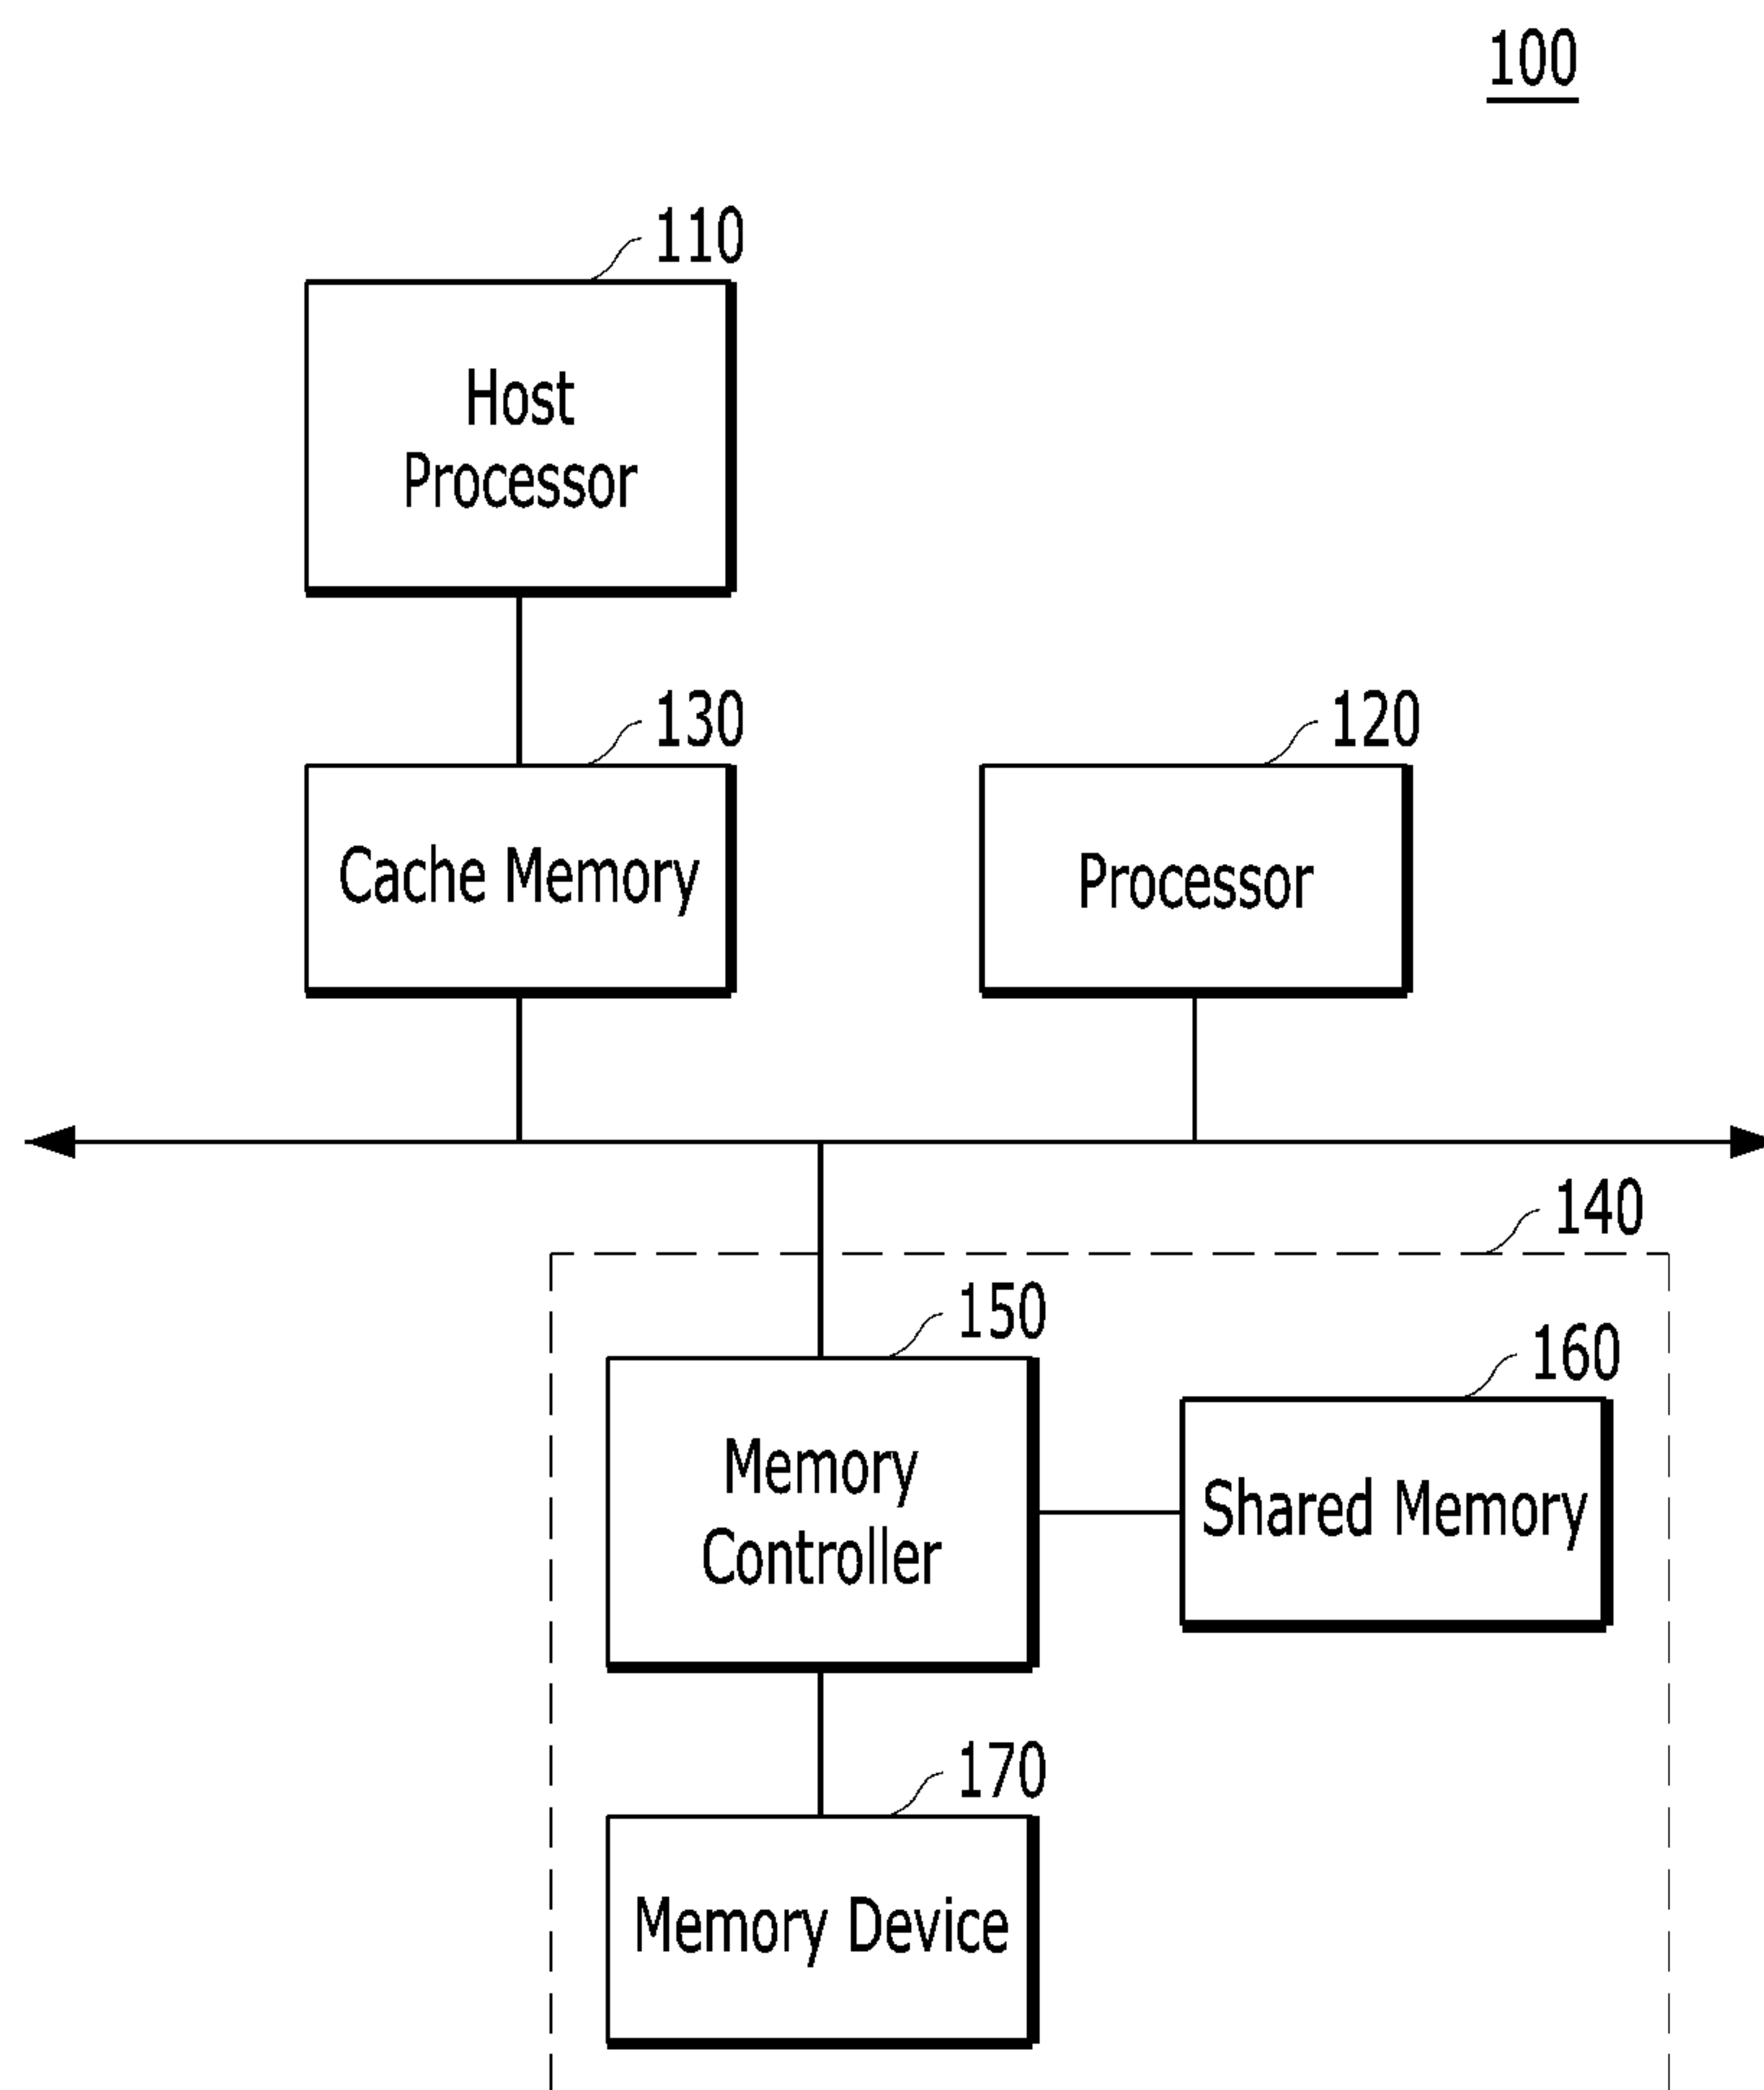 100
110
Host
Processor
130
120
Cache Memory
Processor
140
150
160
Memory
Controller
Shared Memory
170
Memory Device